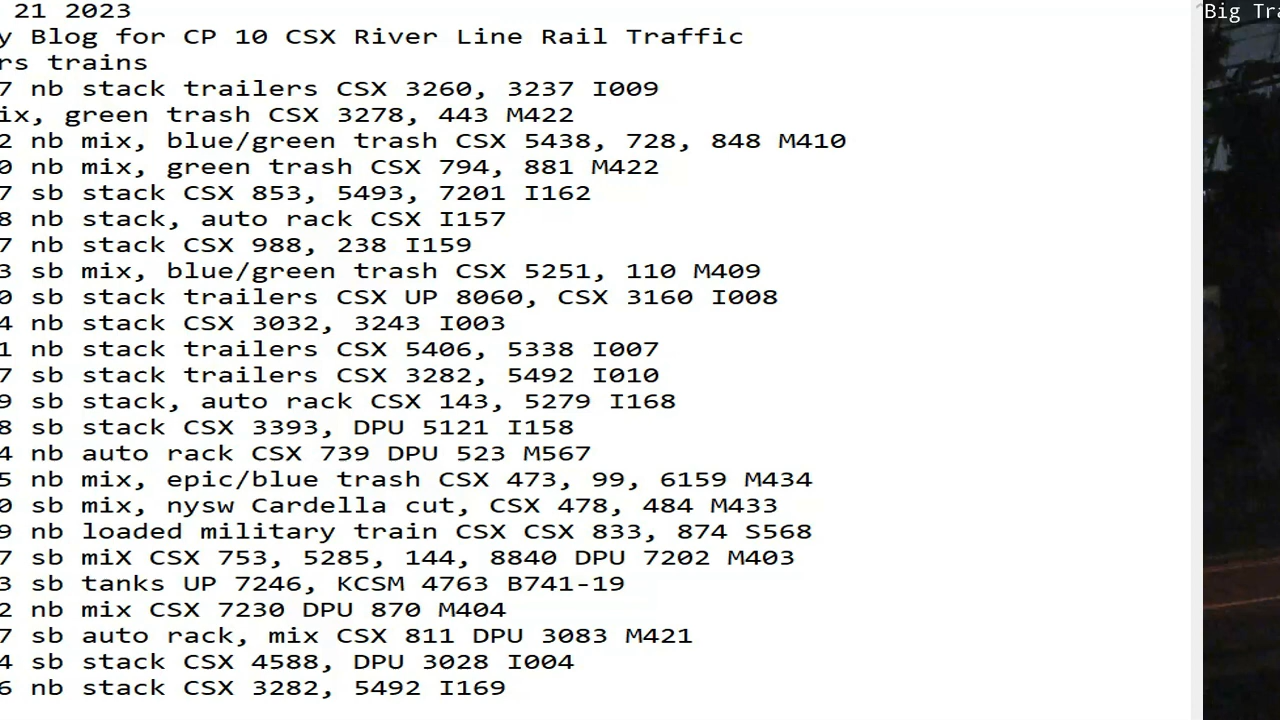 21 2023
y Blog for CP 10 CSX River Line Rail Traffic
rs trains
7 nb stack trailers CSX 3260, 3237 I009
ix, green trash CSX 3278, 443 M422
2 nb mix, blue/green trash CSX 5438, 728, 848 M410
0 nb mix, green trash CSX 794, 881 M422
7 sb stack CSX 853, 5493, 7201 I162
8 nb stack, auto rack CSX I157
7 nb stack CSX 988, 238 I159
3 sb mix, blue/green trash CSX 5251, 110 M409
0 sb stack trailers CSX UP 8060, CSX 3160 I008
4 nb stack CSX 3032, 3243 I003
1 nb stack trailers CSX 5406, 5338 I007
7 sb stack trailers CSX 3282, 5492 I010
9 sb stack, auto rack CSX 143, 5279 I168
8 sb stack CSX 3393, DPU 5121 I158
4 nb auto rack CSX 739 DPU 523 M567
5 nb mix, epic/blue trash CSX 473, 99, 6159 M434
0 sb mix, nysw Cardella cut, CSX 478, 484 M433
9 nb loaded military train CSX CSX 833, 874 S568
7 sb miX CSX 753, 5285, 144, 8840 DPU 7202 M403
3 sb tanks UP 7246, KCSM 4763 B741-19
2 nb mix CSX 7230 DPU 870 M404
7 sb auto rack, mix CSX 811 DPU 3083 M421
4 sb stack CSX 4588, DPU 3028 I004
6 nb stack CSX 3282, 5492 I169
Big Tra